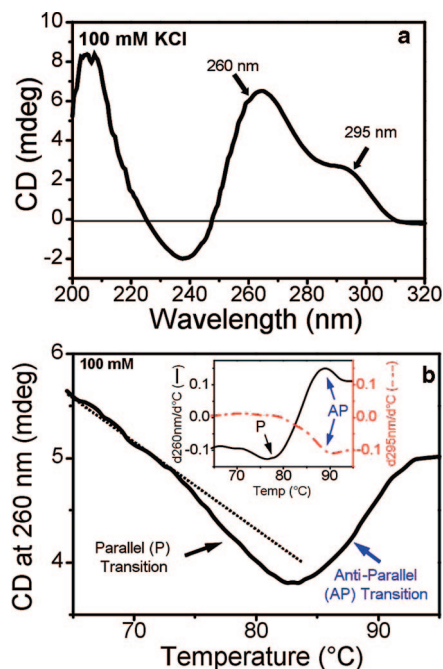 100 mM KCl
a
260 nm
295 nm
CD (mdeg)
8
6
4
2
0
-2
200 220 240 260 280 300 320
Wavelength (nm)
100 mM
b
CD at 260 nm (mdeg)
6
5
4
d260nm/d°C (—)
0.1
0.0
-0.1
P
AP
d295nm/d°C (-·-)
0.1
0.0
-0.1
70 80 90
Temp (°C)
Parallel (P)
Transition
Anti-Parallel
(AP) Transition
70 80 90
Temperature (°C)